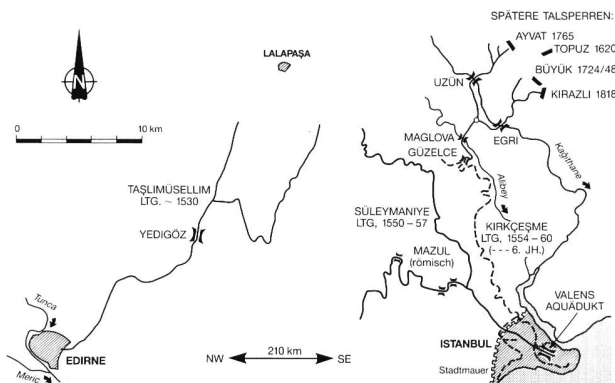 SPÄTERE TALSPERREN:
AYVAT 1765
TOPUZ 1620
BÜYÜK 1724/48
KIRAZLI 1818
LALAPAŞA
UZÜN
N
0
10 km
MAGLOVA
GÜZELCE
EGRI
Kağithane
Alibey
TAŞLIMÜSELLIM
LTG. ~ 1530
YEDIGÖZ
SÜLEYMANIYE
LTG, 1550 – 57
KIRKÇEŞME
LTG, 1554 – 60
(- - - 6. JH.)
MAZUL
(römisch)
VALENS
AQUÄDUKT
Tunca
EDIRNE
Meric
NW
210 km
SE
ISTANBUL
Stadtmauer